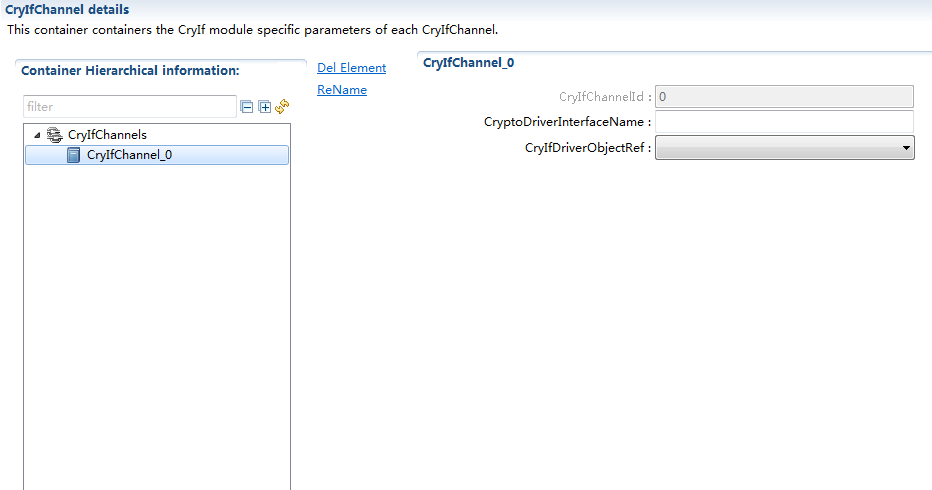 CryIfChannel details
This container containers the CryIf module specific parameters of each CryIfChannel.
Container Hierarchical information:
filter
CryIfChannels
CryIfChannel_0
Del Element
ReName
CryIfChannel_0
CryIfChannelId : 0
CryptoDriverInterfaceName :
CryIfDriverObjectRef :